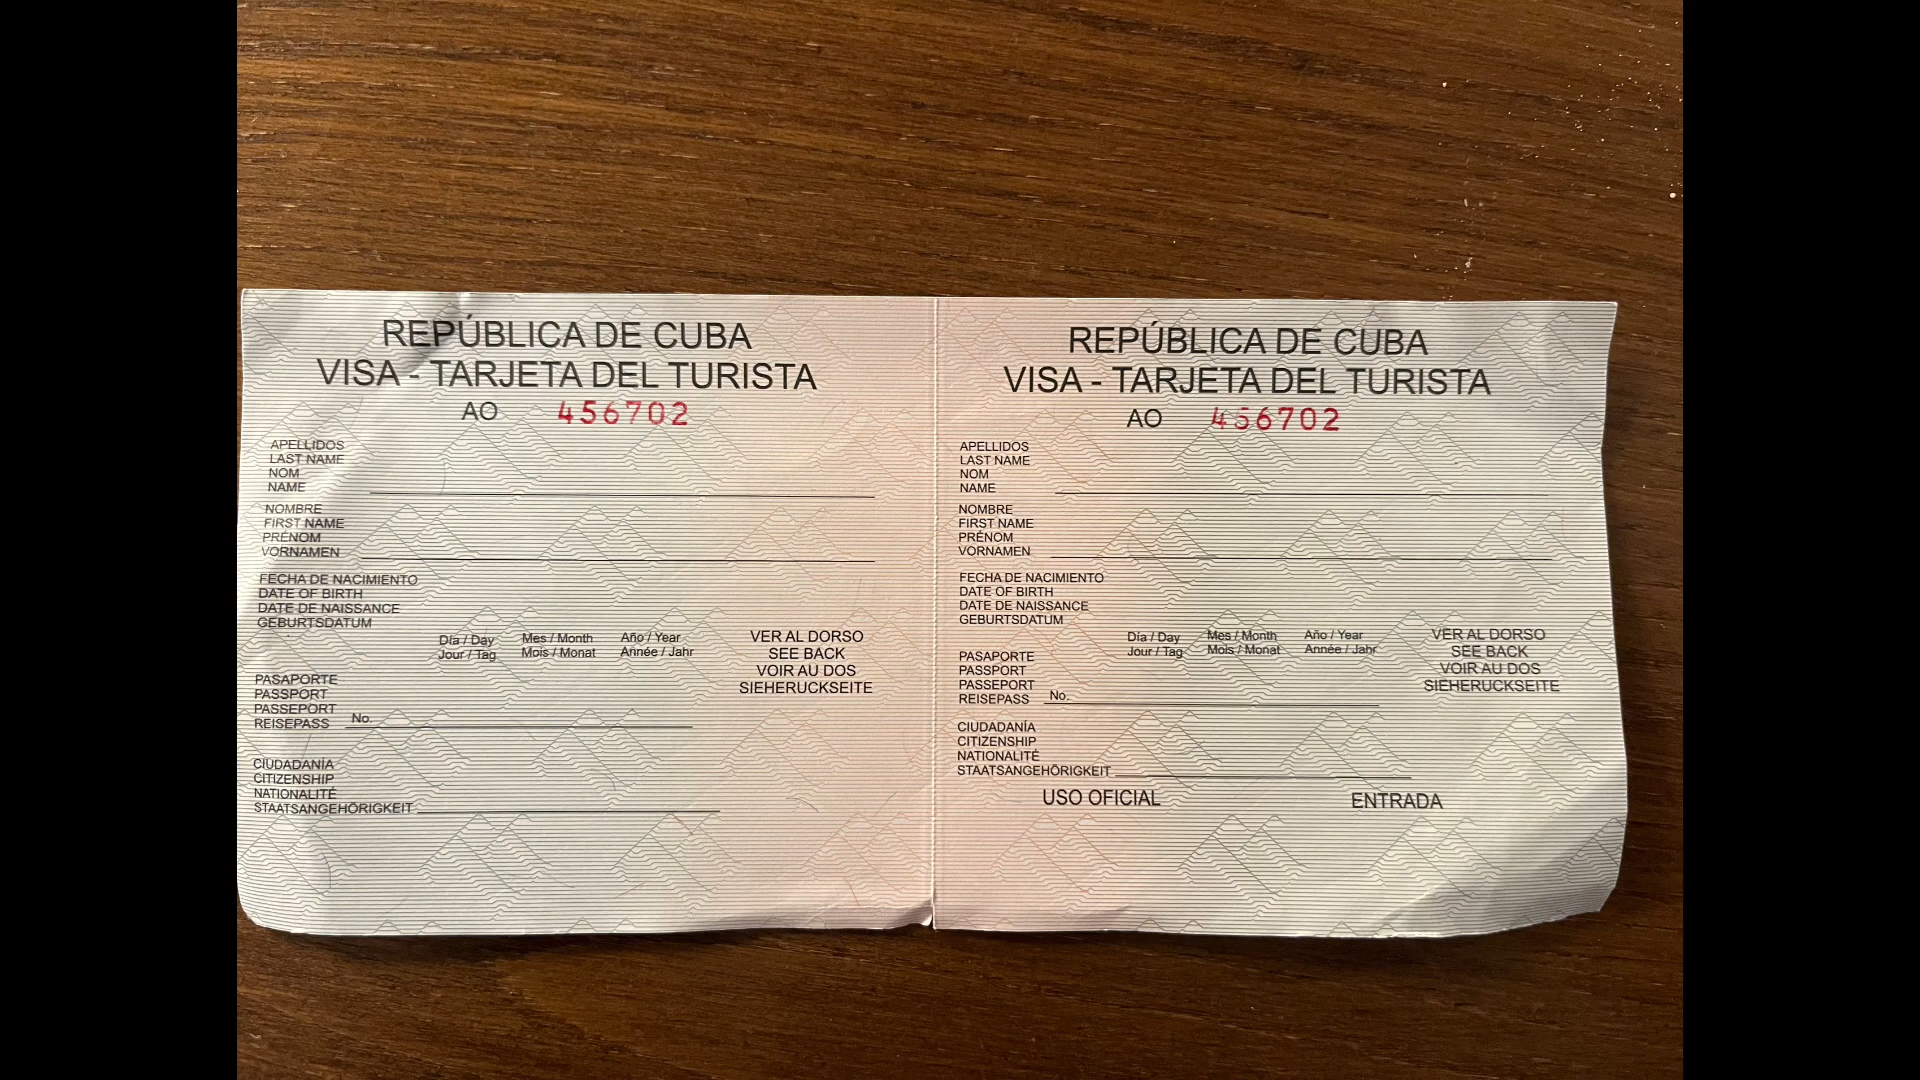 REPÚBLICA DE CUBA
VISA - TARJETA DEL TURISTA
AO 456702
APELLIDOS
LAST NAME
NOM
NAME
NOMBRE
FIRST NAME
PRÉNOM
VORNAMEN
FECHA DE NACIMIENTO
DATE OF BIRTH
DATE DE NAISSANCE
GEBURTSDATUM
Día / Day Mes / Month Año / Year
Jour / Tag Mois / Monat Année / Jahr
VER AL DORSO
SEE BACK
VOIR AU DOS
SIEHERUCKSEITE
PASAPORTE
PASSPORT
PASSEPORT
REISEPASS No.
CIUDADANÍA
CITIZENSHIP
NATIONALITÉ
STAATSANGEHÖRIGKEIT
REPÚBLICA DE CUBA
VISA - TARJETA DEL TURISTA
AO 456702
APELLIDOS
LAST NAME
NOM
NAME
NOMBRE
FIRST NAME
PRÉNOM
VORNAMEN
FECHA DE NACIMIENTO
DATE OF BIRTH
DATE DE NAISSANCE
GEBURTSDATUM
Día / Day Mes / Month Año / Year
Jour / Tag Mois / Monat Année / Jahr
VER AL DORSO
SEE BACK
VOIR AU DOS
SIEHERUCKSEITE
PASAPORTE
PASSPORT
PASSEPORT
REISEPASS No.
CIUDADANÍA
CITIZENSHIP
NATIONALITÉ
STAATSANGEHÖRIGKEIT
USO OFICIAL ENTRADA